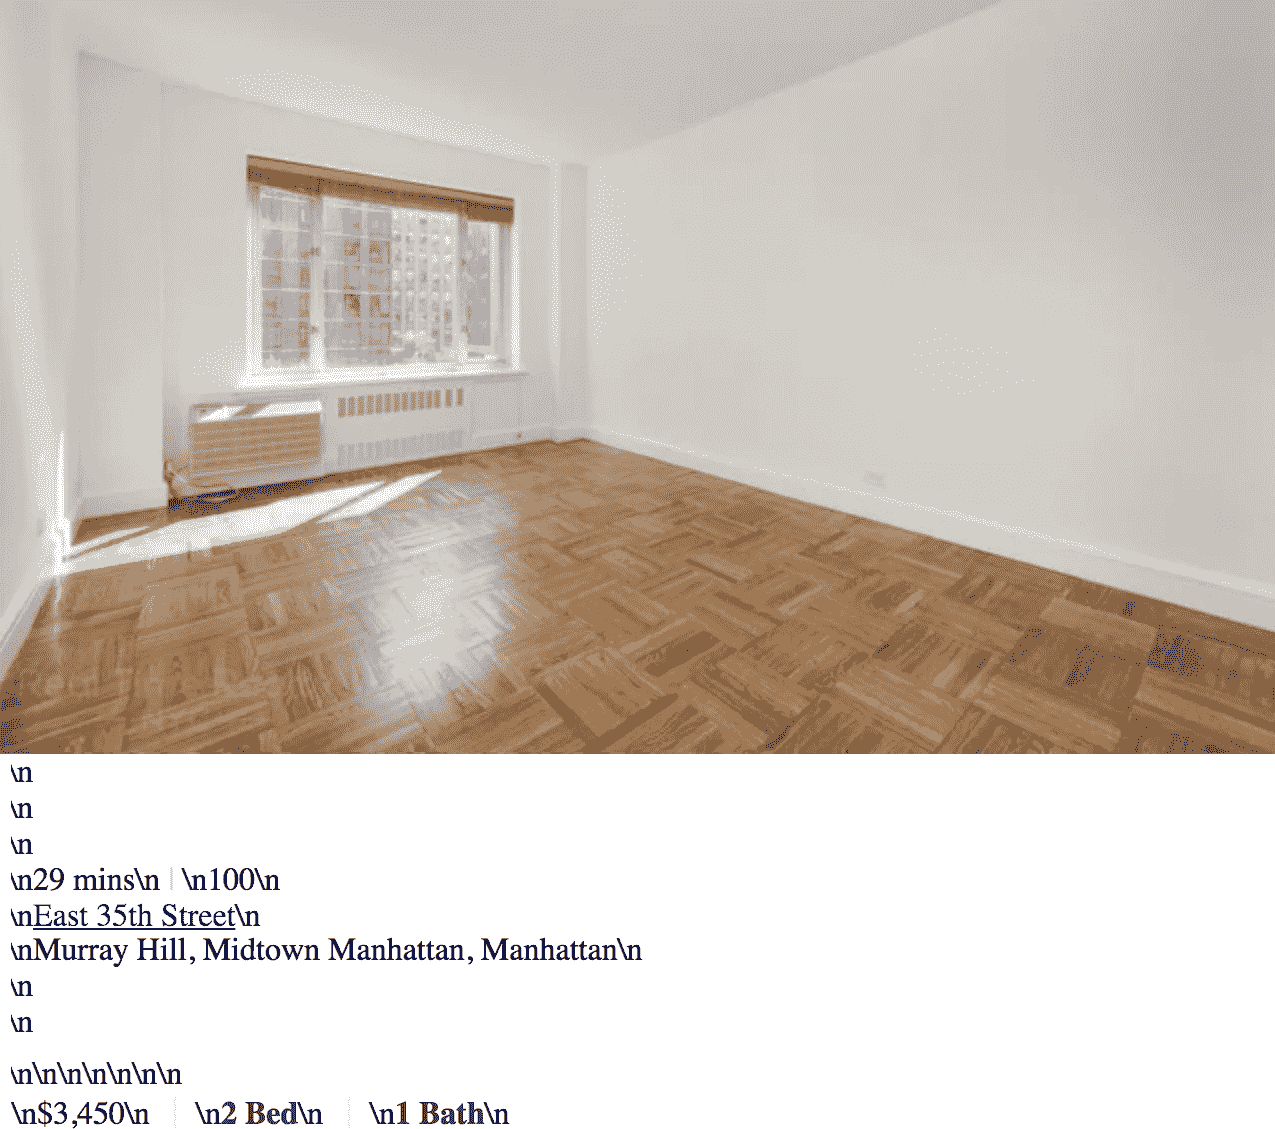 \n
\n
\n
\n29 mins\n | \n100\n
\nEast 35th Street\n
\nMurray Hill, Midtown Manhattan, Manhattan\n
\n
\n
\n\n\n\n\n\n\n
\n$3,450\n | \n2 Bed\n | \n1 Bath\n